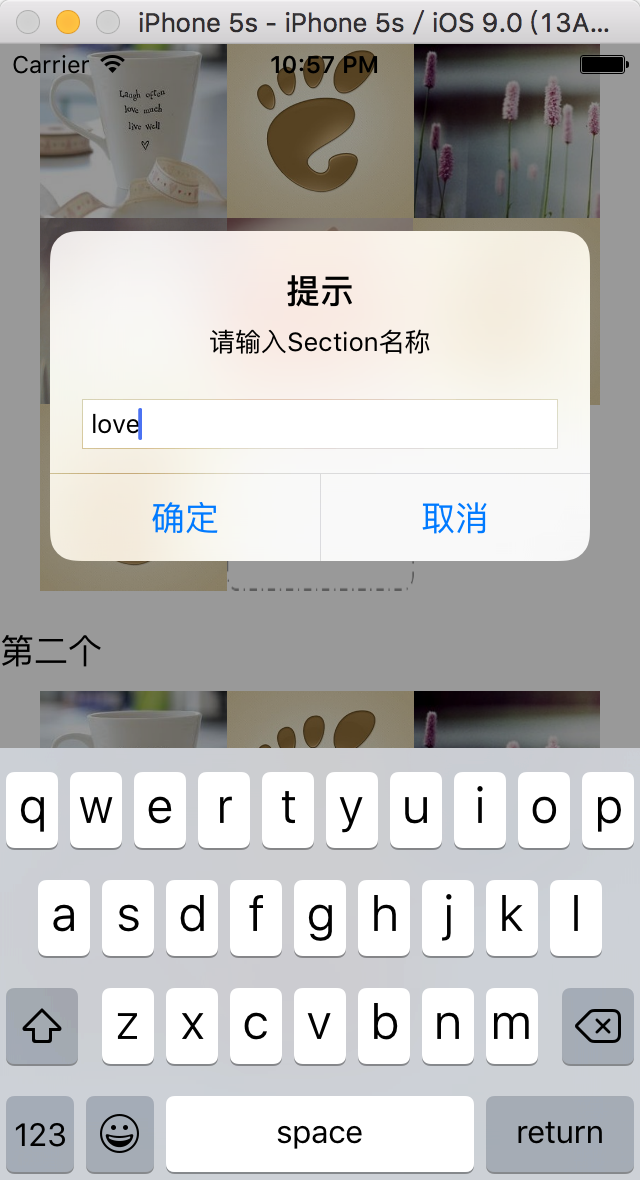 iPhone 5s - iPhone 5s / iOS 9.0 (13A...
Carrier 10:57 PM
Laugh often
love much
live well
提示
请输入Section名称
love
确定 取消
第二个
q w e r t y u i o p
a s d f g h j k l
z x c v b n m
123 space return